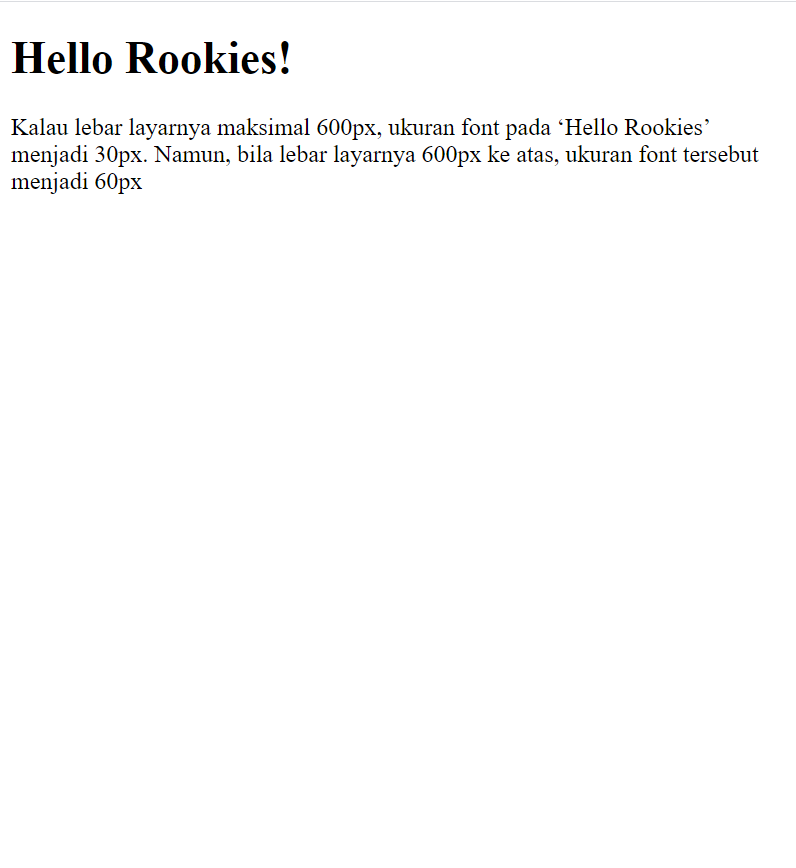 Hello Rookies!
Kalau lebar layarnya maksimal 600px, ukuran font pada ‘Hello Rookies’
menjadi 30px. Namun, bila lebar layarnya 600px ke atas, ukuran font tersebut
menjadi 60px